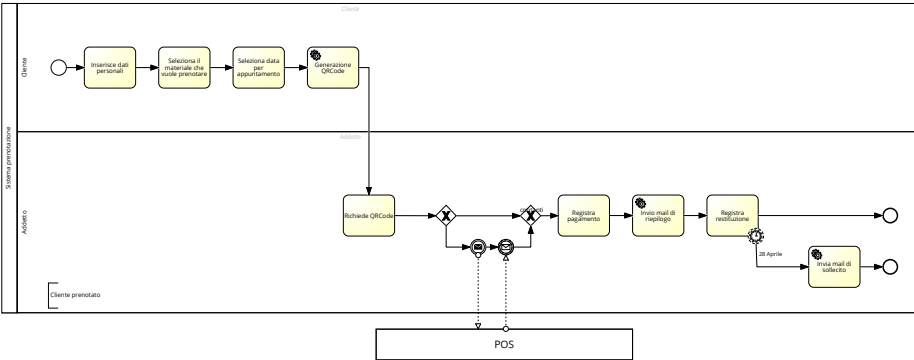 Cliente
Sistema prenotazione
Cliente
Inserisce dati
personali
Seleziona il
materiale che
vuole prenotare
Seleziona data
per
appuntamento
Generazione
QRCode
Addetto
Addetto
Richiede QRCode
contanti
Registra
pagamento
Invio mail di
riepilogo
Registra
restituzione
28 Aprile
Invia mail di
sollecito
Cliente prenotato
POS